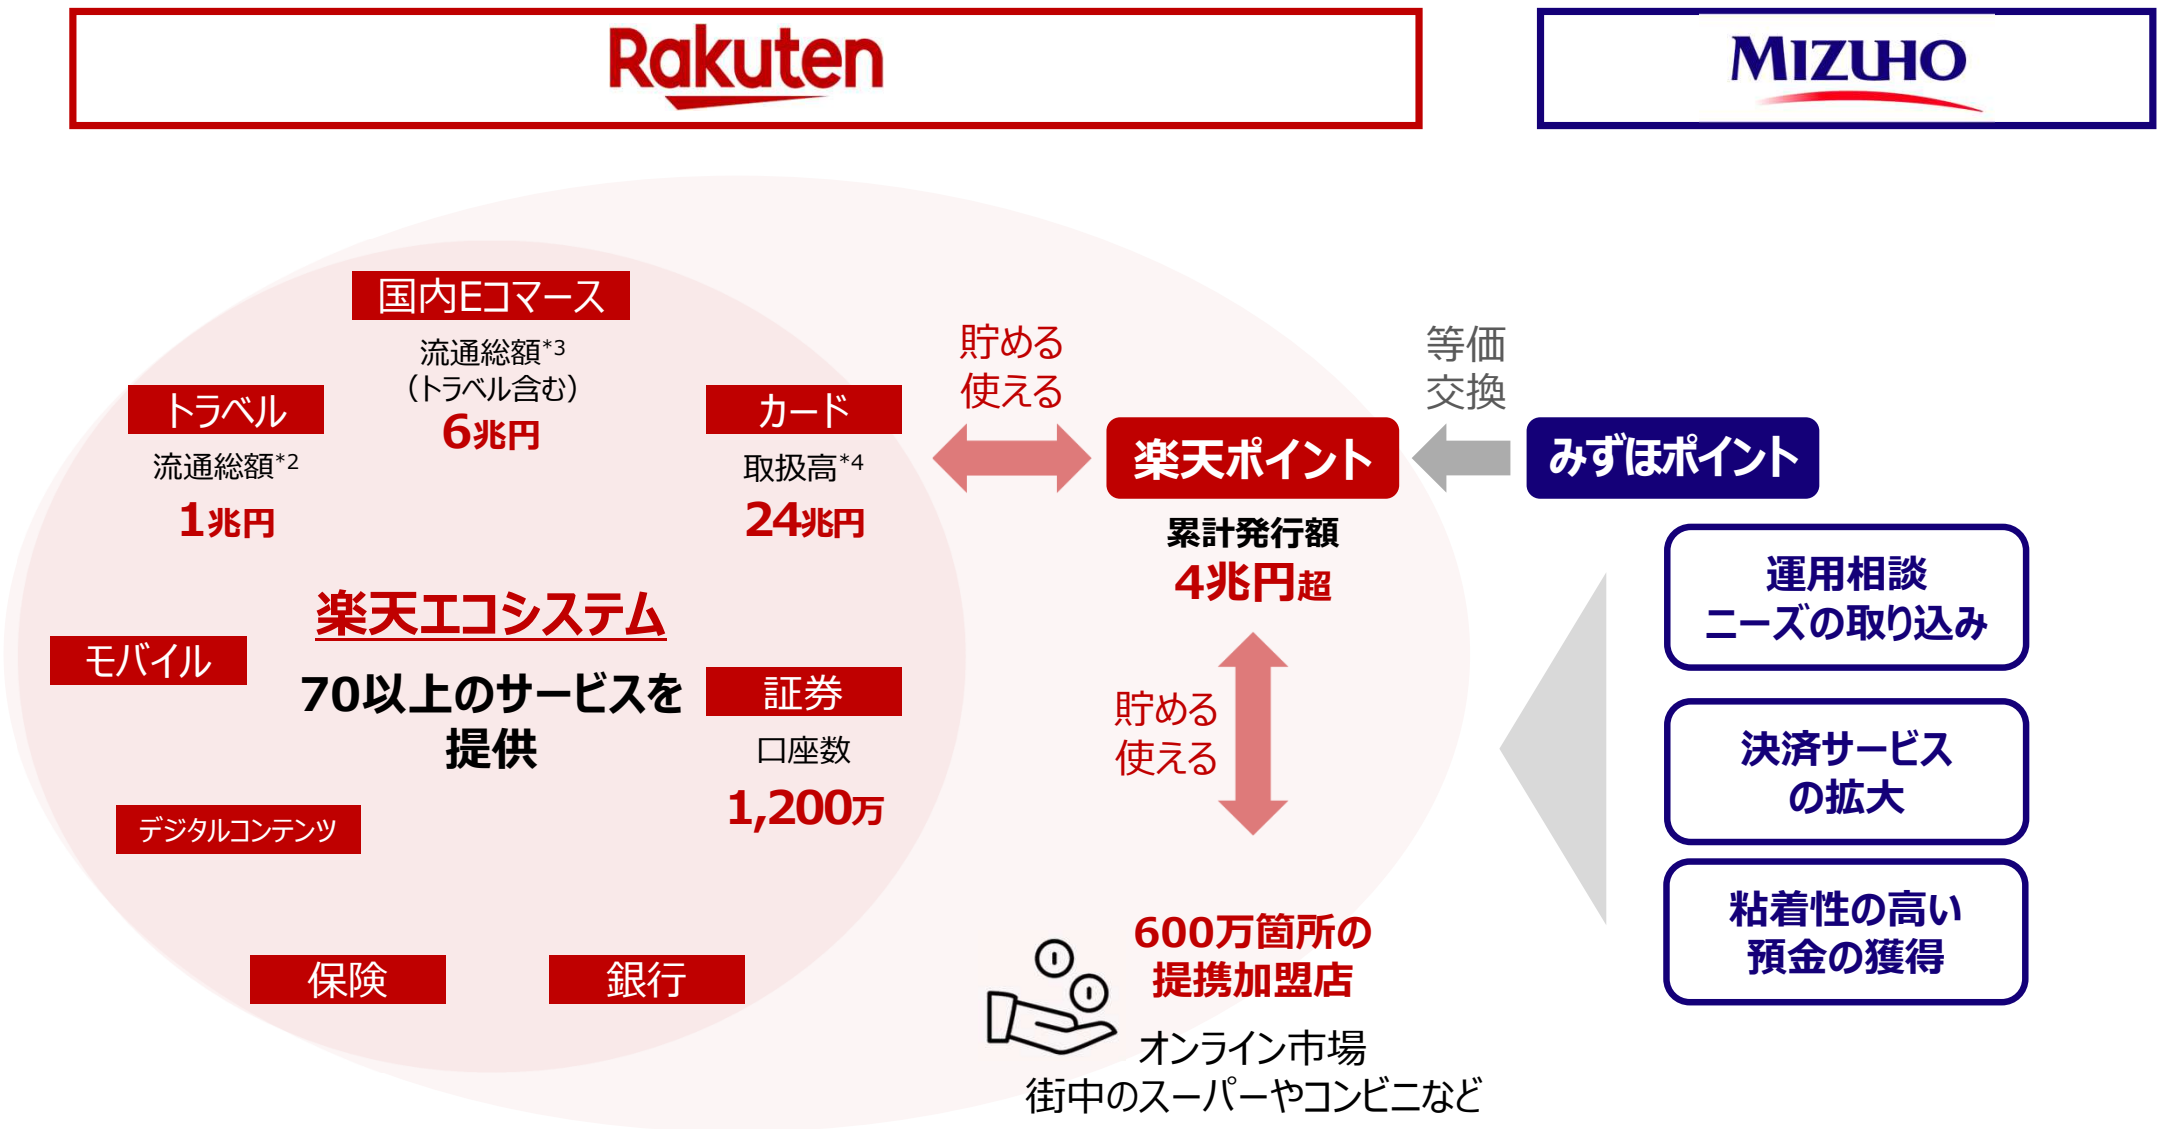 Rakuten
MIZUHO
国内Eコマース
流通総額*3
（トラベル含む）
6兆円
トラベル
流通総額*2
1兆円
カード
取扱高*4
24兆円
楽天エコシステム
70以上のサービスを
提供
モバイル
証券
口座数
1,200万
デジタルコンテンツ
保険
銀行
貯める
使える
楽天ポイント
累計発行額
4兆円超
貯める
使える
600万箇所の
提携加盟店
オンライン市場
街中のスーパーやコンビニなど
等価
交換
みずほポイント
運用相談
ニーズの取り込み
決済サービス
の拡大
粘着性の高い
預金の獲得